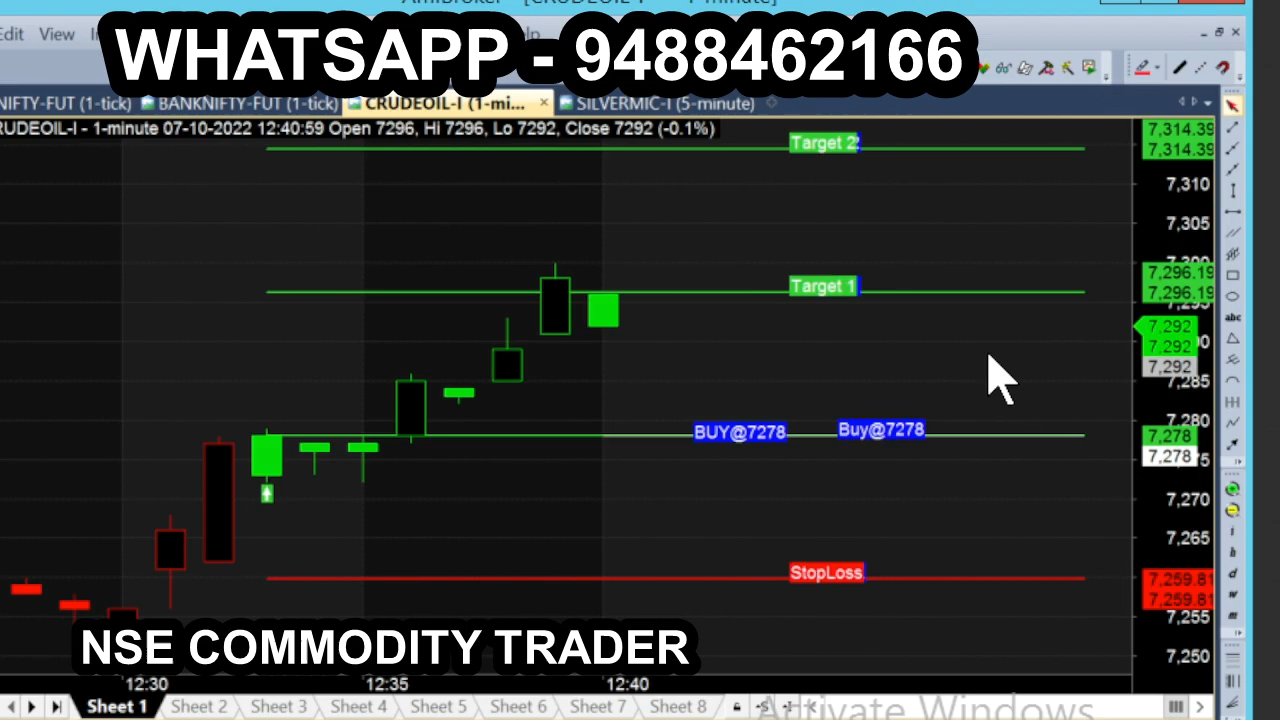 WHATSAPP - 9488462166
Edit View
NIFTY-FUT (1-tick) BANKNIFTY-FUT (1-tick) CRUDEOIL-I (1-mi... SILVERMIC-I (5-minute)
RUDEOIL-I - 1-minute 07-10-2022 12:40:59 Open 7296, Hi 7296, Lo 7292, Close 7292 (-0.1%)
7,314.39
Target 2
7,314.39
7,310
7,305
7,296.19
Target 1
7,296.19
7,292
7,292
7,292
7,285
7,280
BUY@7278 Buy@7278
7,278
7,278
7,270
7,265
StopLoss
7,259.81
7,259.81
7,255
7,250
abc
NSE COMMODITY TRADER
12:30 12:35 12:40
Sheet 1 Sheet 2 Sheet 3 Sheet 4 Sheet 5 Sheet 6 Sheet 7 Sheet 8
Activate Windows